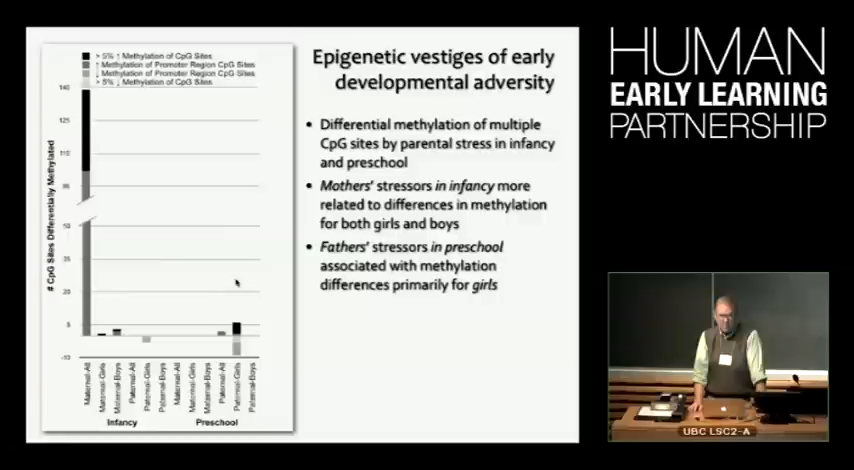 Epigenetic vestiges of early
developmental adversity
• Differential methylation of multiple
CpG sites by parental stress in infancy
and preschool
• Mothers' stressors in infancy more
related to differences in methylation
for both girls and boys
• Fathers' stressors in preschool
associated with methylation
differences primarily for girls
> 5% ↑ Methylation of CpG Sites
↑ Methylation of Promoter Region CpG Sites
↓ Methylation of Promoter Region CpG Sites
> 5% ↓ Methylation of CpG Sites
# CpG Sites Differentially Methylated
140
125
110
95
50
35
20
5
-10
Maternal-All
Maternal-Girls
Maternal-Boys
Paternal-All
Paternal-Girls
Paternal-Boys
Maternal-All
Maternal-Girls
Maternal-Boys
Paternal-All
Paternal-Girls
Paternal-Boys
Infancy
Preschool
HUMAN
EARLY LEARNING
PARTNERSHIP
UBC LSC2-A